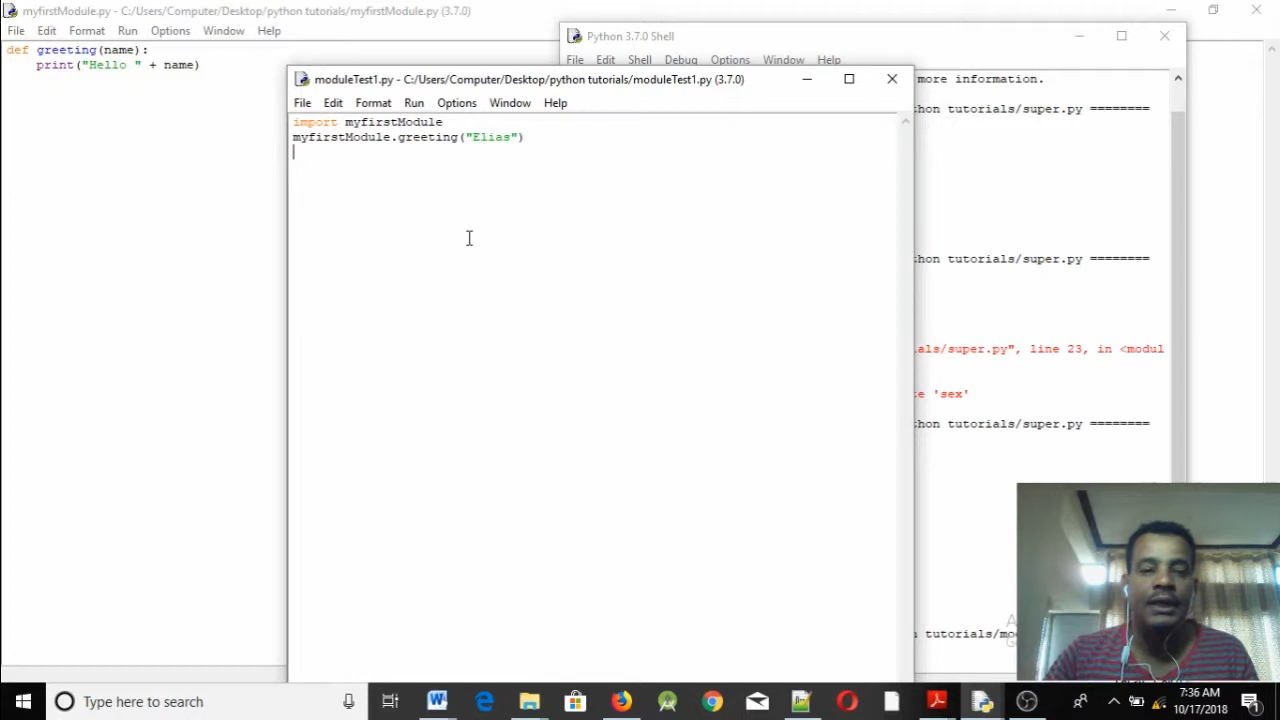 myfirstModule.py - C:/Users/Computer/Desktop/python tutorials/myfirstModule.py (3.7.0)
File Edit Format Run Options Window Help
def greeting(name):
print("Hello " + name)
Python 3.7.0 Shell
File Edit Shell Debug Options Window Help
more information.
thon tutorials/super.py ========
thon tutorials/super.py ========
ials/super.py", line 23, in <modul
te 'sex'
thon tutorials/super.py ========
n tutorials/mo
moduleTest1.py - C:/Users/Computer/Desktop/python tutorials/moduleTest1.py (3.7.0)
File Edit Format Run Options Window Help
import myfirstModule
myfirstModule.greeting("Elias")
Type here to search
7:36 AM
10/17/2018